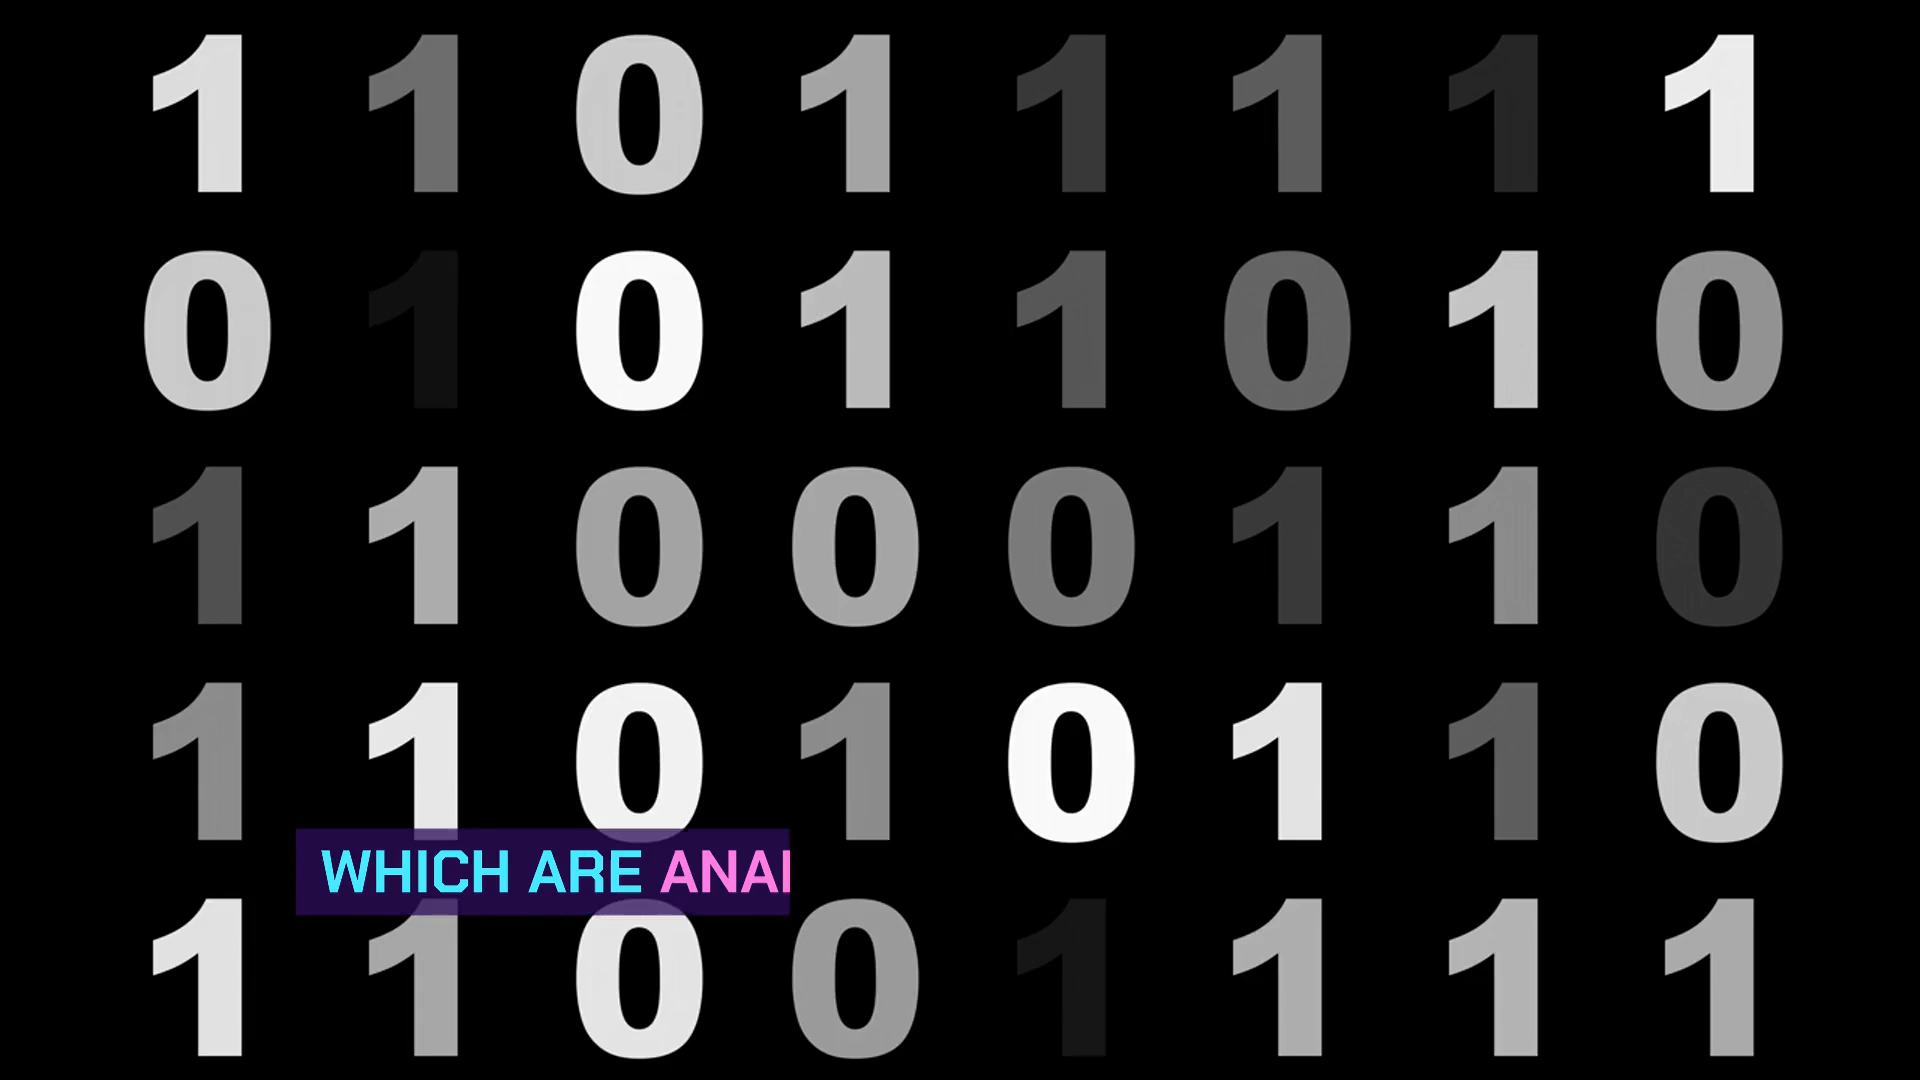 1 1 0 1 1 1 1 1
0 1 0 1 1 0 1 0
1 1 0 0 0 1 1 0
1 1 0 1 0 1 1 0
WHICH ARE
1 1 0 0 1 1 1 1